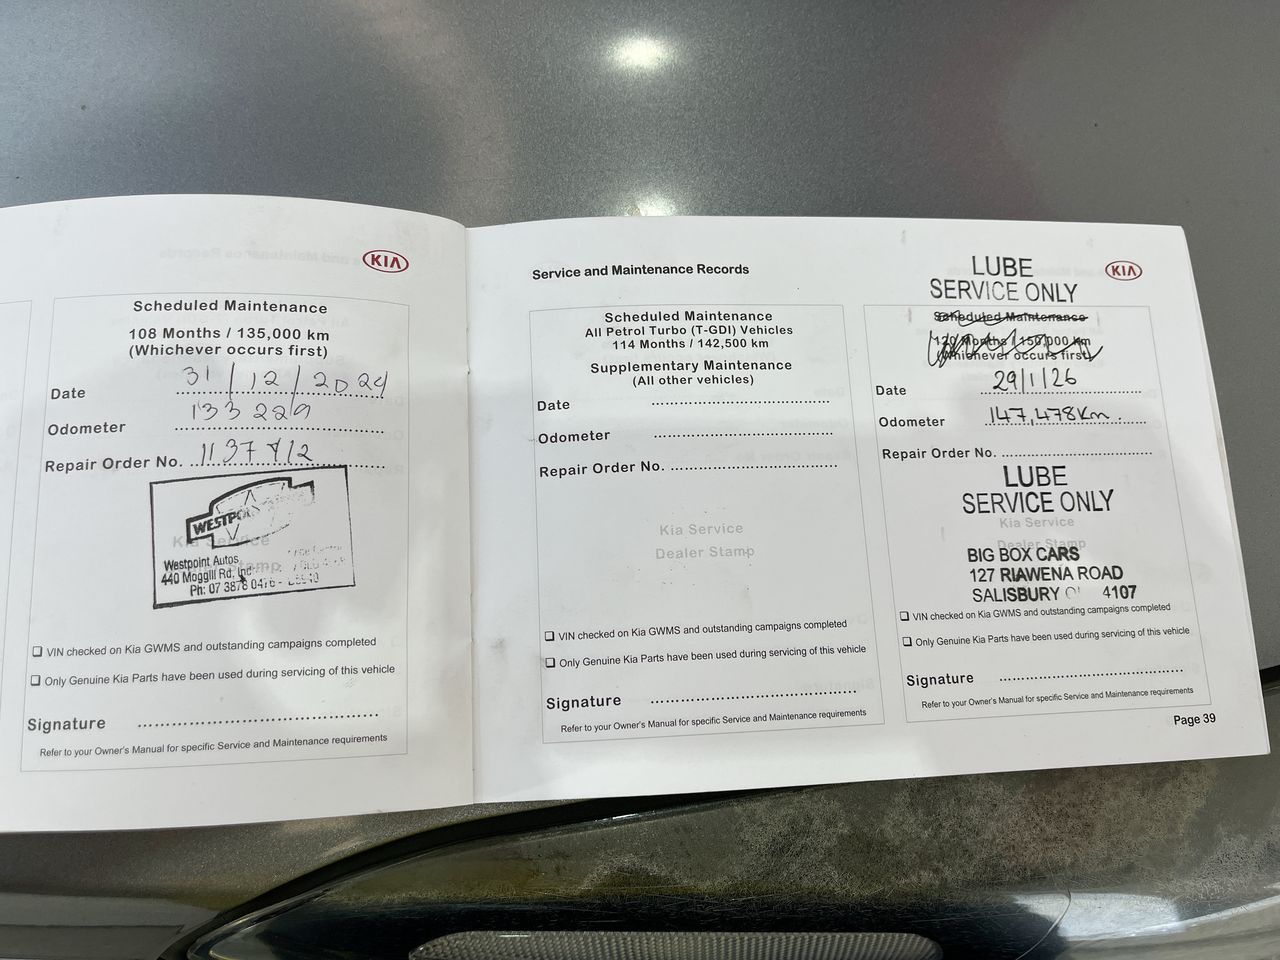 KIA
Scheduled Maintenance
108 Months / 135,000 km
(Whichever occurs first)
Date 31/12/2024
Odometer 133 229
Repair Order No.
Westpoint Autos
440 Moggill Rd,
Ph: 07 3878
VIN checked on Kia GWMS and outstanding campaigns completed
Only Genuine Kia Parts have been used during servicing of this vehicle
Signature
Refer to your Owner's Manual for specific Service and Maintenance requirements
Service and Maintenance Records
Scheduled Maintenance
All Petrol Turbo (T-GDI) Vehicles
114 Months / 142,500 km
Supplementary Maintenance
(All other vehicles)
Date
Odometer
Repair Order No.
Kia Service
Dealer Stamp
VIN checked on Kia GWMS and outstanding campaigns completed
Only Genuine Kia Parts have been used during servicing of this vehicle
Signature
Refer to your Owner's Manual for specific Service and Maintenance requirements
LUBE
SERVICE ONLY
KIA
Scheduled Maintenance
120 Months / 150,000 km
(Whichever occurs first)
Date 29/1/26
Odometer 147,478Km.
Repair Order No.
LUBE
SERVICE ONLY
Kia Service
Dealer Stamp
BIG BOX CARS
127 RIAWENA ROAD
SALISBURY 4107
VIN checked on Kia GWMS and outstanding campaigns completed
Only Genuine Kia Parts have been used during servicing of this vehicle
Signature
Refer to your Owner's Manual for specific Service and Maintenance requirements
Page 39